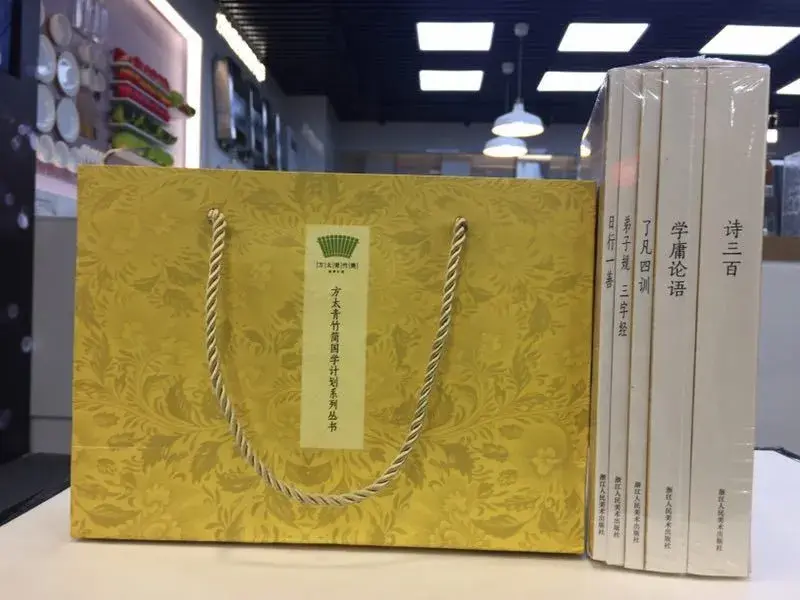 方太青竹简
方太青竹简国学计划系列丛书
日行一善
浙江人民美术出版社
弟子规 三字经
浙江人民美术出版社
了凡四训
浙江人民美术出版社
学庸论语
浙江人民美术出版社
诗三百
浙江人民美术出版社